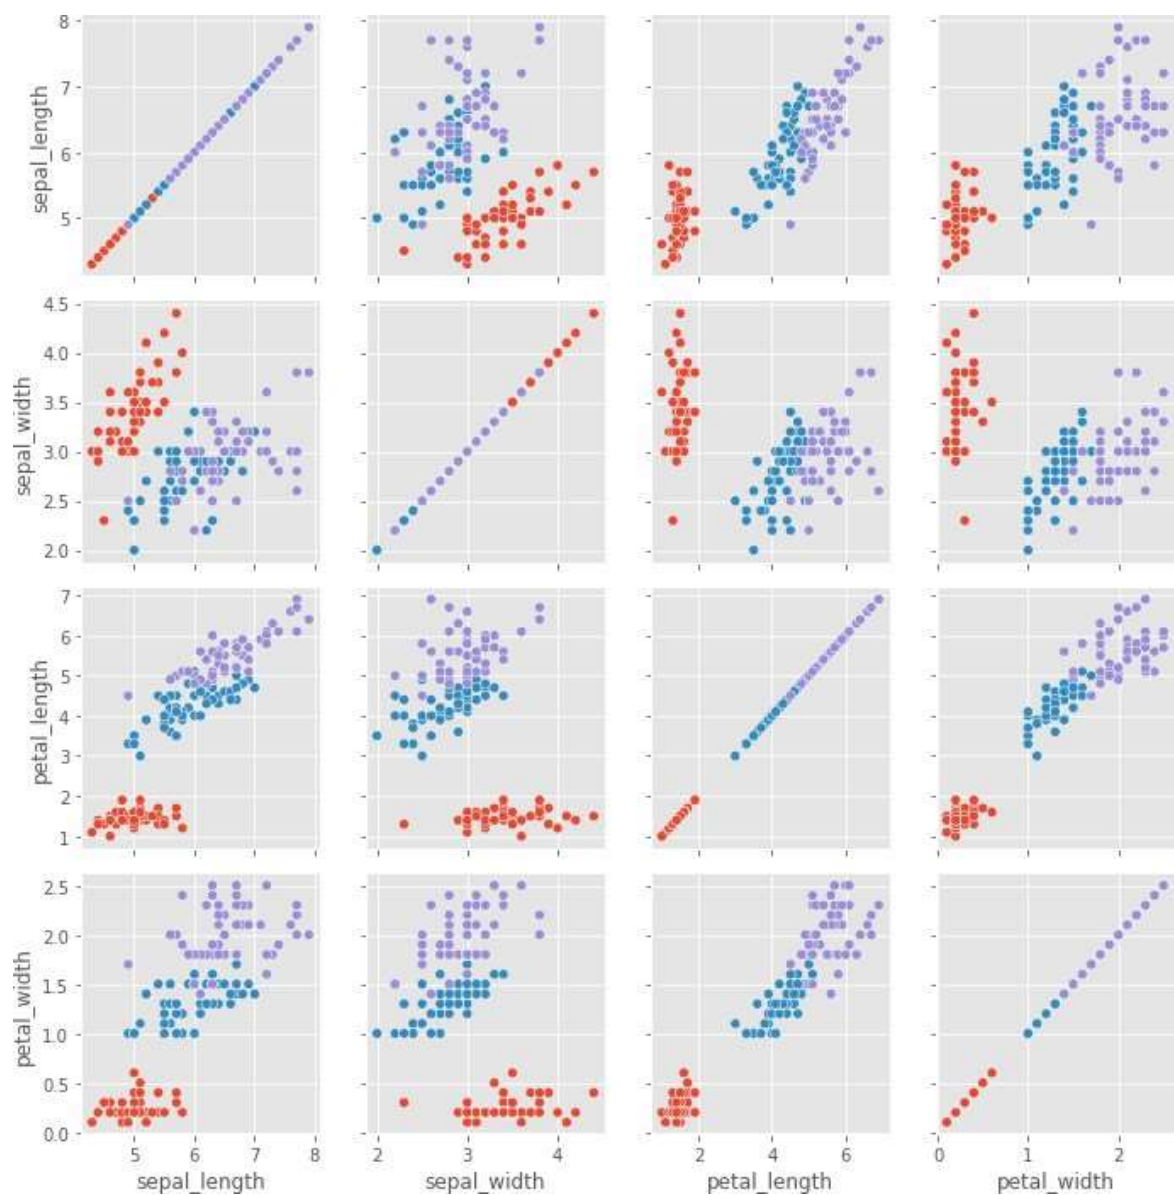 8
7
6
5
sepal_length
4.5
4.0
3.5
3.0
2.5
2.0
sepal_width
7
6
5
4
3
2
1
petal_length
2.5
2.0
1.5
1.0
0.5
0.0
petal_width
5 6 7 8
2 3 4
2 4 6
0 1 2
sepal_length sepal_width petal_length petal_width